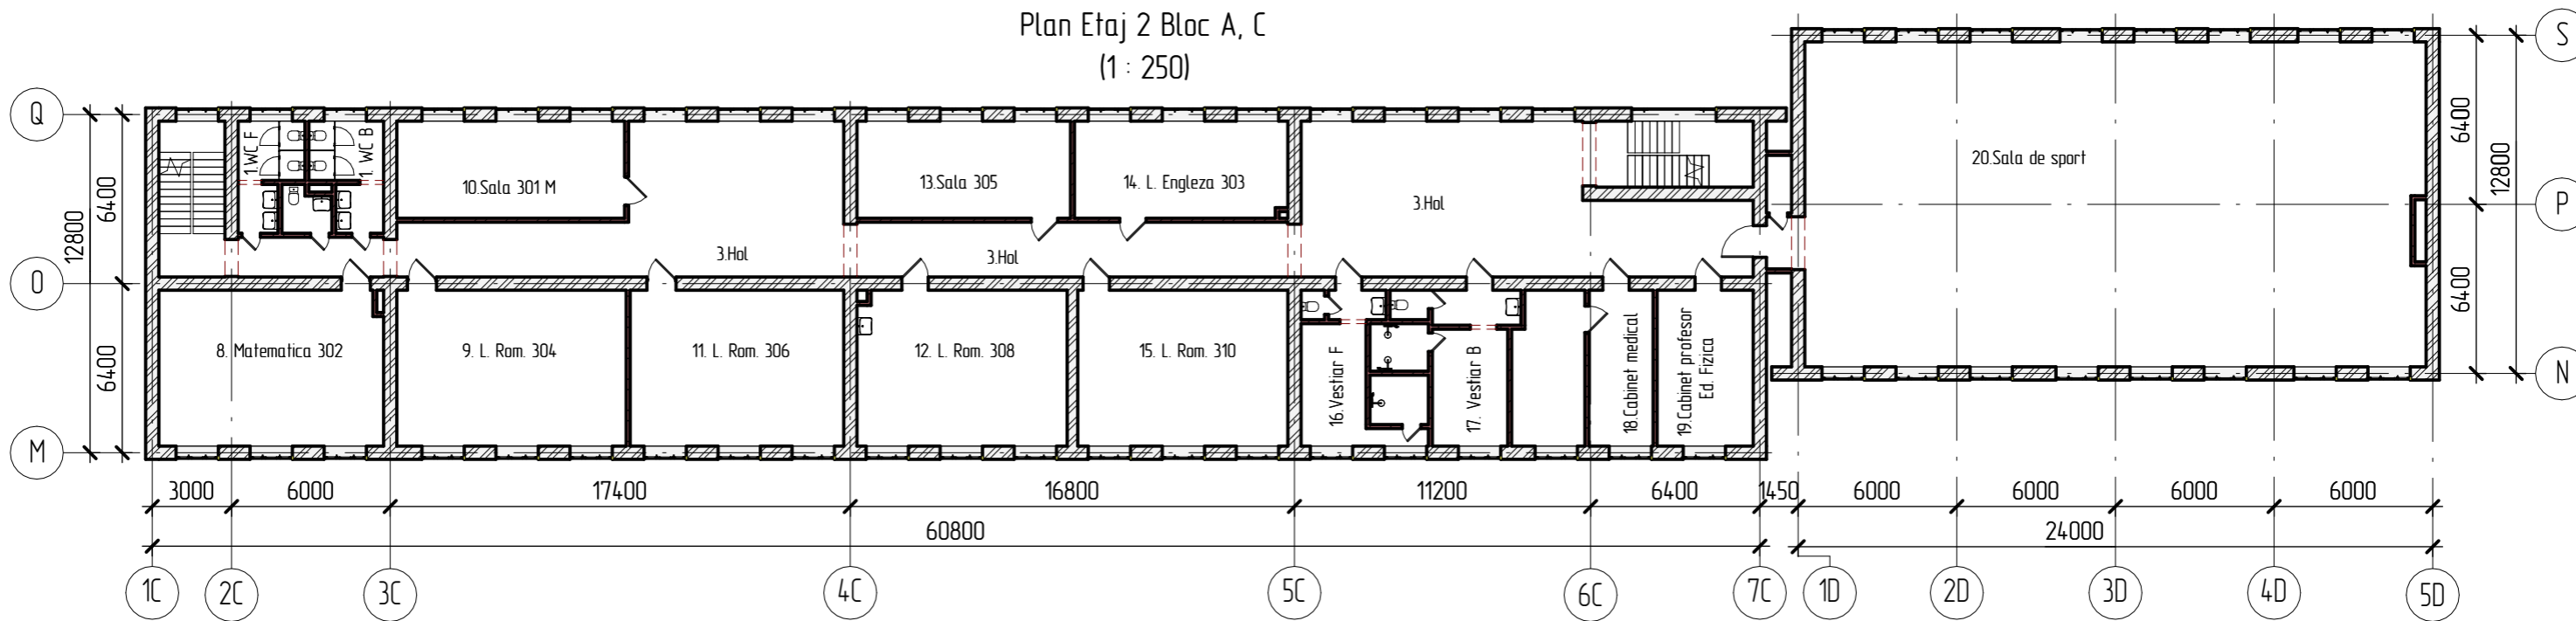 Plan Etaj 2 Bloc A, C
(1 : 250)
S
Q
6400
12800
1.WC F
1. WC B
10.Sala 301 M
13.Sala 305
14. L. Engleza 303
3.Hol
20.Sala de sport
P
6400
12800
3.Hol
3.Hol
O
6400
6400
8. Matematica 302
9. L. Rom. 304
11. L. Rom. 306
12. L. Rom. 308
15. L. Rom. 310
16.Vestiar F
17. Vestiar B
18.Cabinet medical
19.Cabinet profesor
Ed. Fizica
N
M
3000
6000
17400
16800
11200
6400
1450
6000
6000
6000
6000
60800
24000
1C
2C
3C
4C
5C
6C
7C
1D
2D
3D
4D
5D